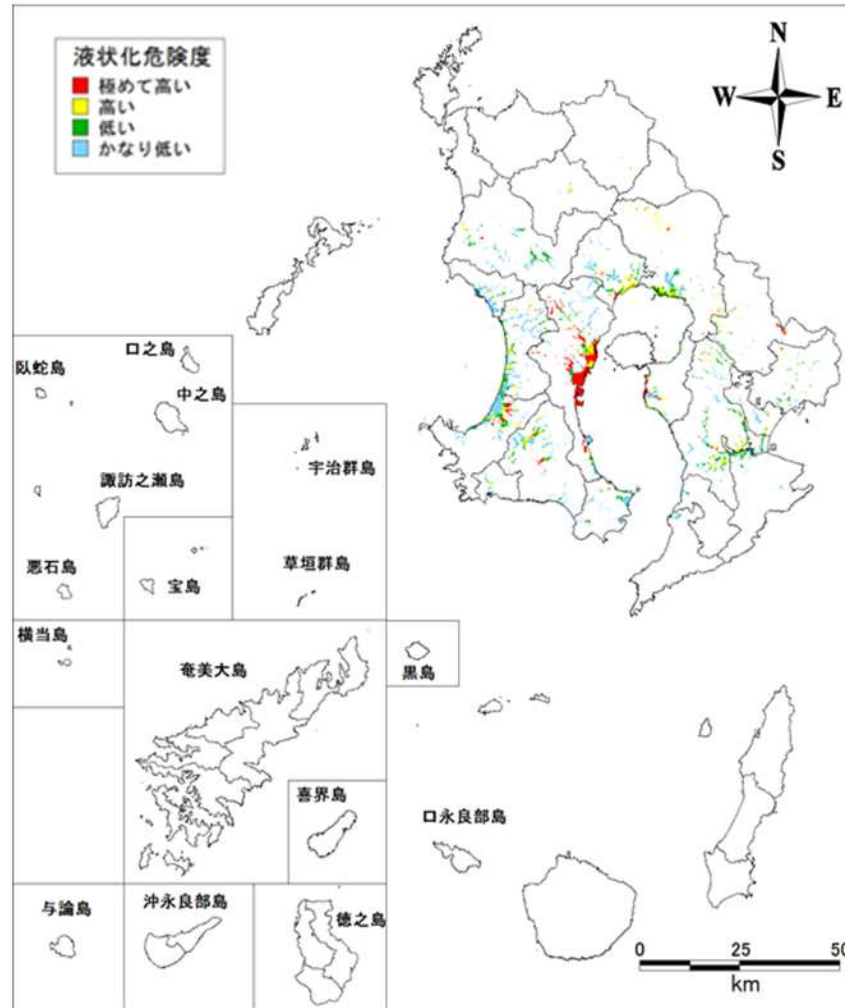 液状化危険度
極めて高い
高い
低い
かなり低い
N
W
E
S
口之島
臥蛇島
中之島
宇治群島
諏訪之瀬島
悪石島
宝島
草垣群島
横当島
奄美大島
黒島
喜界島
口永良部島
与論島
沖永良部島
徳之島
0 25 50
km